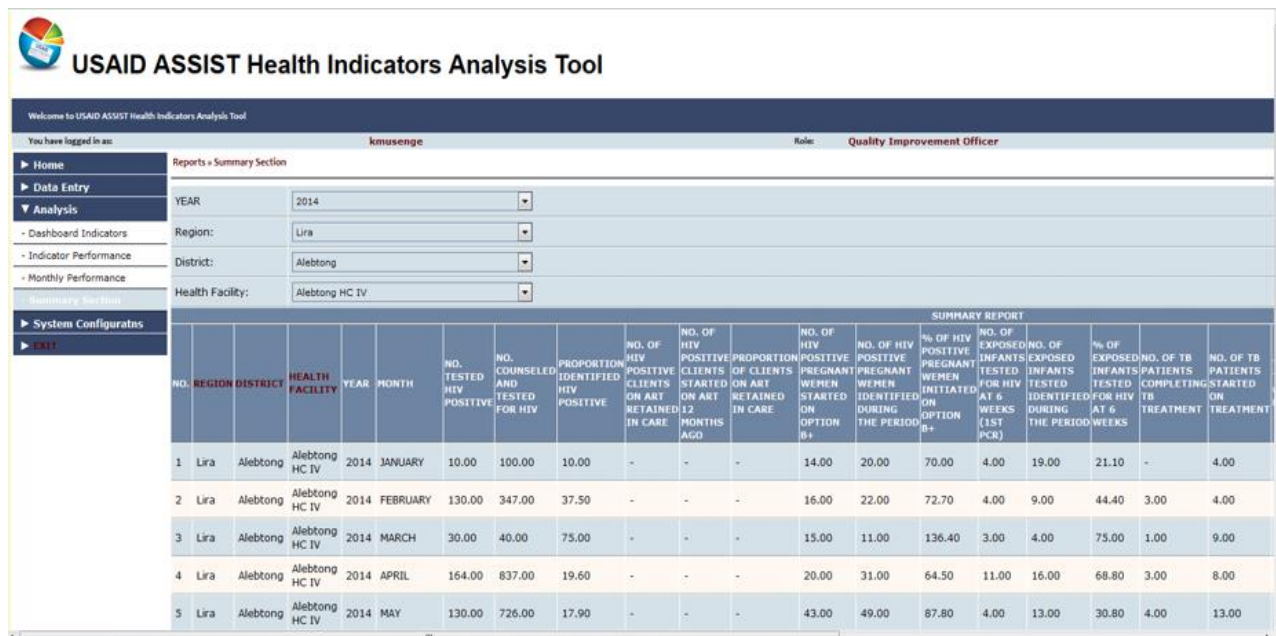 USAID ASSIST Health Indicators Analysis Tool
Welcome to USAID ASSIST Health Indicators Analysis Tool
You have logged in as: kmusenge Role: Quality Improvement Officer
Home
Data Entry
Analysis
- Dashboard Indicators
- Indicator Performance
- Monthly Performance
- Summary Section
System Configuratns
EXIT
Reports » Summary Section
YEAR 2014
Region: Lira
District: Alebtong
Health Facility: Alebtong HC IV
SUMMARY REPORT
NO. REGION DISTRICT HEALTH FACILITY YEAR MONTH NO. TESTED HIV POSITIVE NO. COUNSELED AND TESTED FOR HIV PROPORTION IDENTIFIED HIV POSITIVE NO. OF HIV POSITIVE CLIENTS ON ART RETAINED IN CARE NO. OF HIV POSITIVE CLIENTS STARTED ON ART 12 MONTHS AGO PROPORTION OF CLIENTS ON ART RETAINED IN CARE NO. OF HIV POSITIVE PREGNANT WEMEN STARTED ON OPTION B+ NO. OF HIV POSITIVE PREGNANT WEMEN IDENTIFIED DURING THE PERIOD % OF HIV POSITIVE PREGNANT WEMEN INITIATED ON OPTION B+ NO. OF EXPOSED INFANTS TESTED FOR HIV AT 6 WEEKS (1ST PCR) NO. OF EXPOSED INFANTS TESTED IDENTIFIED DURING THE PERIOD % OF EXPOSED INFANTS TESTED FOR HIV AT 6 WEEKS NO. OF TB PATIENTS COMPLETING TB TREATMENT NO. OF TB PATIENTS STARTED ON TREATMENT
1 Lira Alebtong Alebtong HC IV 2014 JANUARY 10.00 100.00 10.00 - - - 14.00 20.00 70.00 4.00 19.00 21.10 - 4.00
2 Lira Alebtong Alebtong HC IV 2014 FEBRUARY 130.00 347.00 37.50 - - - 16.00 22.00 72.70 4.00 9.00 44.40 3.00 4.00
3 Lira Alebtong Alebtong HC IV 2014 MARCH 30.00 40.00 75.00 - - - 15.00 11.00 136.40 3.00 4.00 75.00 1.00 9.00
4 Lira Alebtong Alebtong HC IV 2014 APRIL 164.00 837.00 19.60 - - - 20.00 31.00 64.50 11.00 16.00 68.80 3.00 8.00
5 Lira Alebtong Alebtong HC IV 2014 MAY 130.00 726.00 17.90 - - - 43.00 49.00 87.80 4.00 13.00 30.80 4.00 13.00